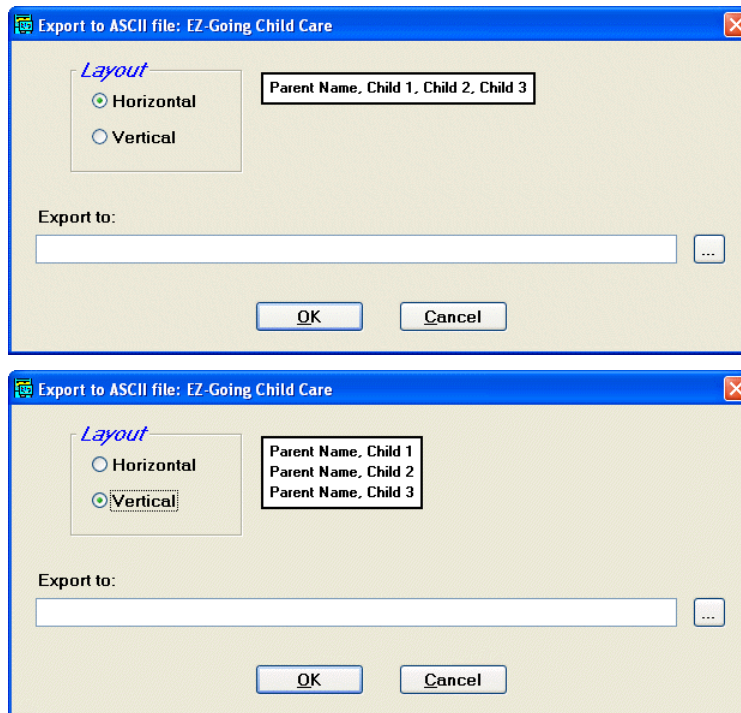 Export to ASCII file: EZ-Going Child Care
Layout
Horizontal
Vertical
Parent Name, Child 1, Child 2, Child 3
Export to:
...
OK
Cancel
Export to ASCII file: EZ-Going Child Care
Layout
Horizontal
Vertical
Parent Name, Child 1
Parent Name, Child 2
Parent Name, Child 3
Export to:
...
OK
Cancel